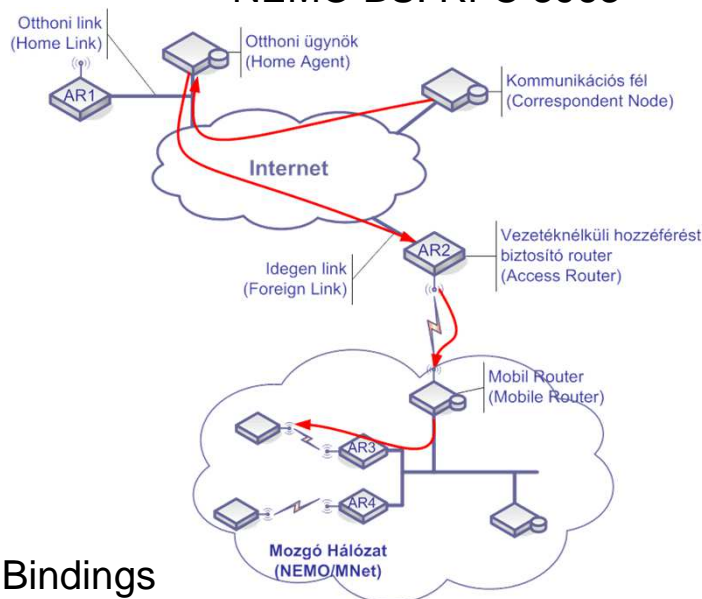 Otthoni link
(Home Link)
AR1
Otthoni ügynök
(Home Agent)
Kommunikációs fél
(Correspondent Node)
Internet
AR2
Vezetéknélküli hozzéférést
biztosító router
(Access Router)
Idegen link
(Foreign Link)
Mobil Router
(Mobile Router)
AR3
AR4
Mozgó Hálózat
(NEMO/MNet)
Bindings